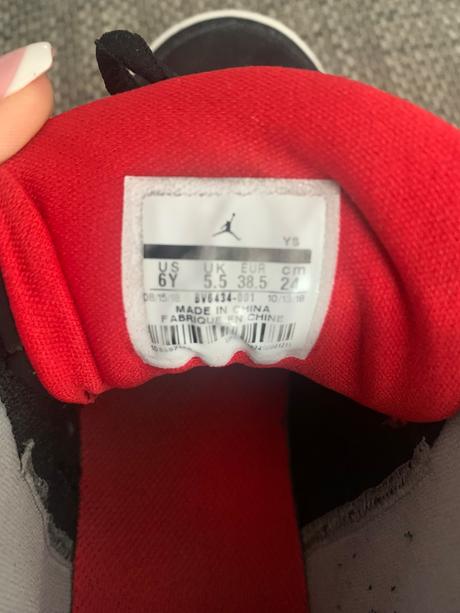 YS
US UK EUR cm
6Y 5.5 38.5 24
08/15/18 BV6434-001 10/13/18
MADE IN CHINA
FABRIQUE EN CHINE